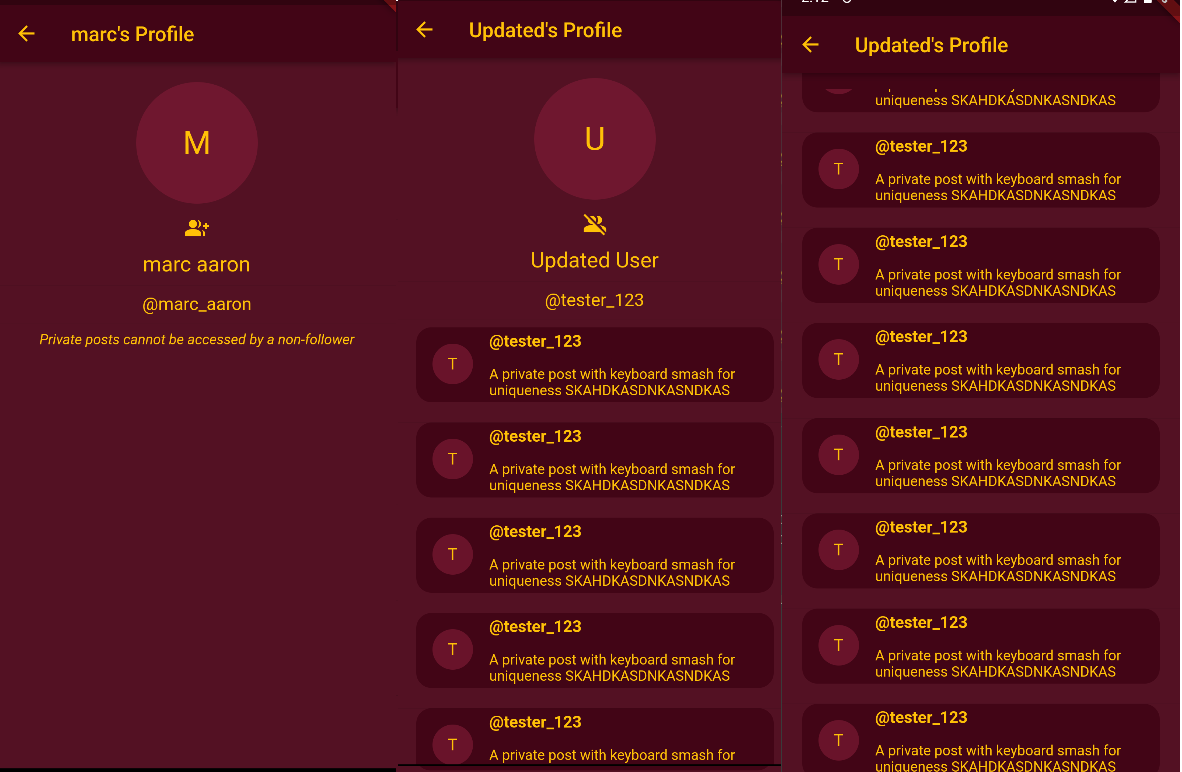 marc's Profile
M
marc aaron
@marc_aaron
Private posts cannot be accessed by a non-follower
Updated's Profile
U
Updated User
@tester_123
@tester_123
T
A private post with keyboard smash for
uniqueness SKAHDKASDNKASNDKAS
@tester_123
T
A private post with keyboard smash for
uniqueness SKAHDKASDNKASNDKAS
@tester_123
T
A private post with keyboard smash for
uniqueness SKAHDKASDNKASNDKAS
@tester_123
T
A private post with keyboard smash for
uniqueness SKAHDKASDNKASNDKAS
@tester_123
T
A private post with keyboard smash for
Updated's Profile
uniqueness SKAHDKASDNKASNDKAS
@tester_123
T
A private post with keyboard smash for
uniqueness SKAHDKASDNKASNDKAS
@tester_123
T
A private post with keyboard smash for
uniqueness SKAHDKASDNKASNDKAS
@tester_123
T
A private post with keyboard smash for
uniqueness SKAHDKASDNKASNDKAS
@tester_123
T
A private post with keyboard smash for
uniqueness SKAHDKASDNKASNDKAS
@tester_123
T
A private post with keyboard smash for
uniqueness SKAHDKASDNKASNDKAS
@tester_123
T
A private post with keyboard smash for
uniqueness SKAHDKASDNKASNDKAS
@tester_123
T
A private post with keyboard smash for
uniqueness SKAHDKASDNKASNDKAS